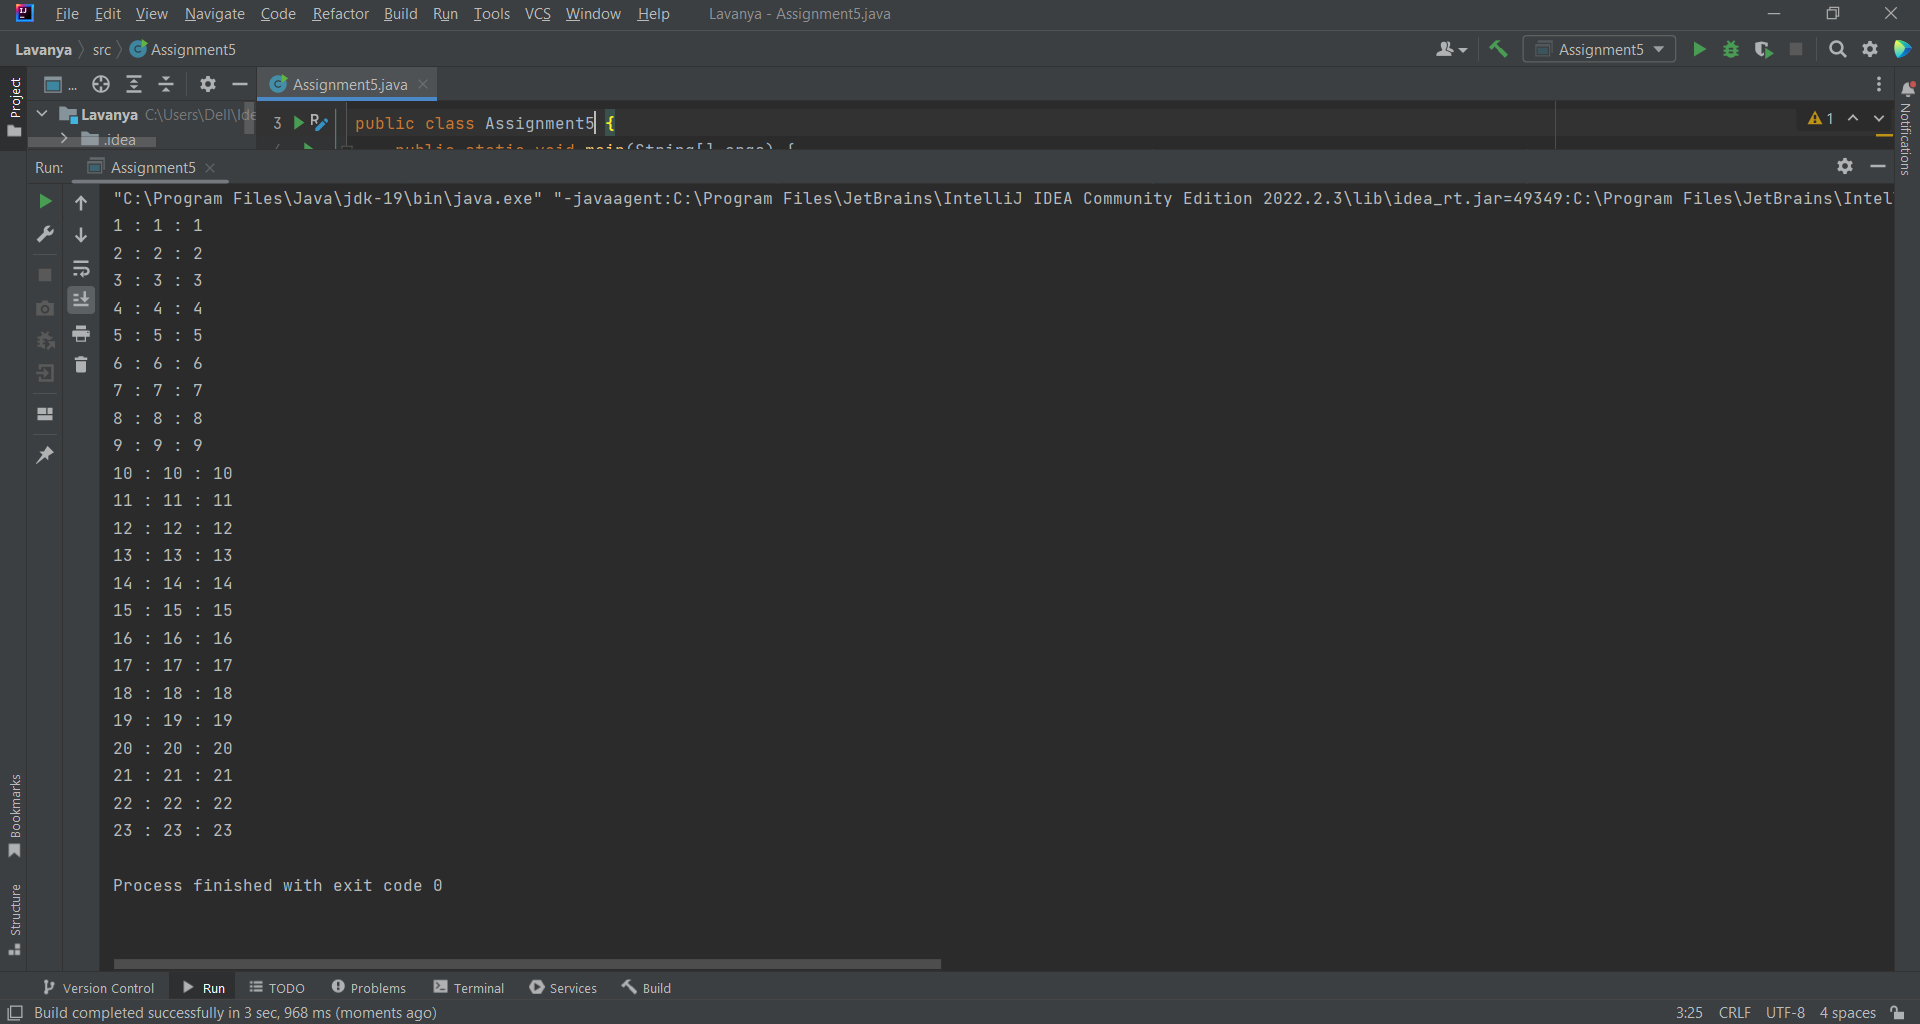 File Edit View Navigate Code Refactor Build Run Tools VCS Window Help Lavanya - Assignment5.java
Lavanya src Assignment5 Assignment5
Project
... Assignment5.java
Lavanya C:\Users\Dell\Ide
.idea
3 public class Assignment5 {
public static void main(String[] args) {
1
Notifications
Run: Assignment5
"C:\Program Files\Java\jdk-19\bin\java.exe" "-javaagent:C:\Program Files\JetBrains\IntelliJ IDEA Community Edition 2022.2.3\lib\idea_rt.jar=49349:C:\Program Files\JetBrains\Intel
1 : 1 : 1
2 : 2 : 2
3 : 3 : 3
4 : 4 : 4
5 : 5 : 5
6 : 6 : 6
7 : 7 : 7
8 : 8 : 8
9 : 9 : 9
10 : 10 : 10
11 : 11 : 11
12 : 12 : 12
13 : 13 : 13
14 : 14 : 14
15 : 15 : 15
16 : 16 : 16
17 : 17 : 17
18 : 18 : 18
19 : 19 : 19
20 : 20 : 20
21 : 21 : 21
22 : 22 : 22
23 : 23 : 23
Process finished with exit code 0
Bookmarks
Structure
Version Control Run TODO Problems Terminal Services Build
Build completed successfully in 3 sec, 968 ms (moments ago) 3:25 CRLF UTF-8 4 spaces